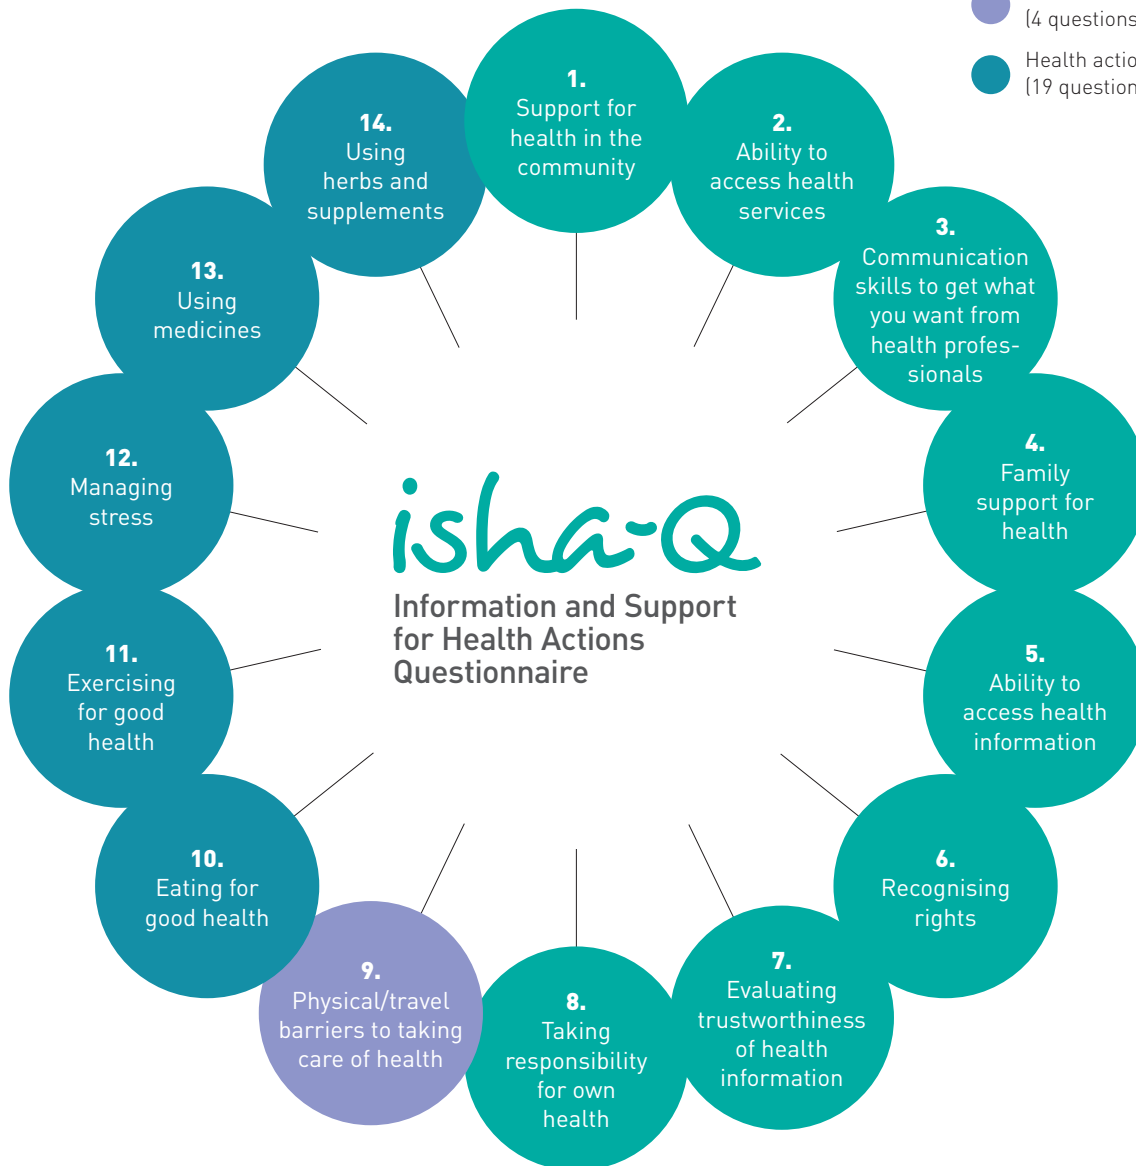 (4 questions
Health actio
(19 question
1.
Support for
health in the
community
2.
Ability to
access health
services
3.
Communication
skills to get what
you want from
health profes-
sionals
4.
Family
support for
health
5.
Ability to
access health
information
6.
Recognising
rights
7.
Evaluating
trustworthiness
of health
information
8.
Taking
responsibility
for own
health
9.
Physical/travel
barriers to taking
care of health
10.
Eating for
good health
11.
Exercising
for good
health
12.
Managing
stress
13.
Using
medicines
14.
Using
herbs and
supplements
isha-Q
Information and Support
for Health Actions
Questionnaire